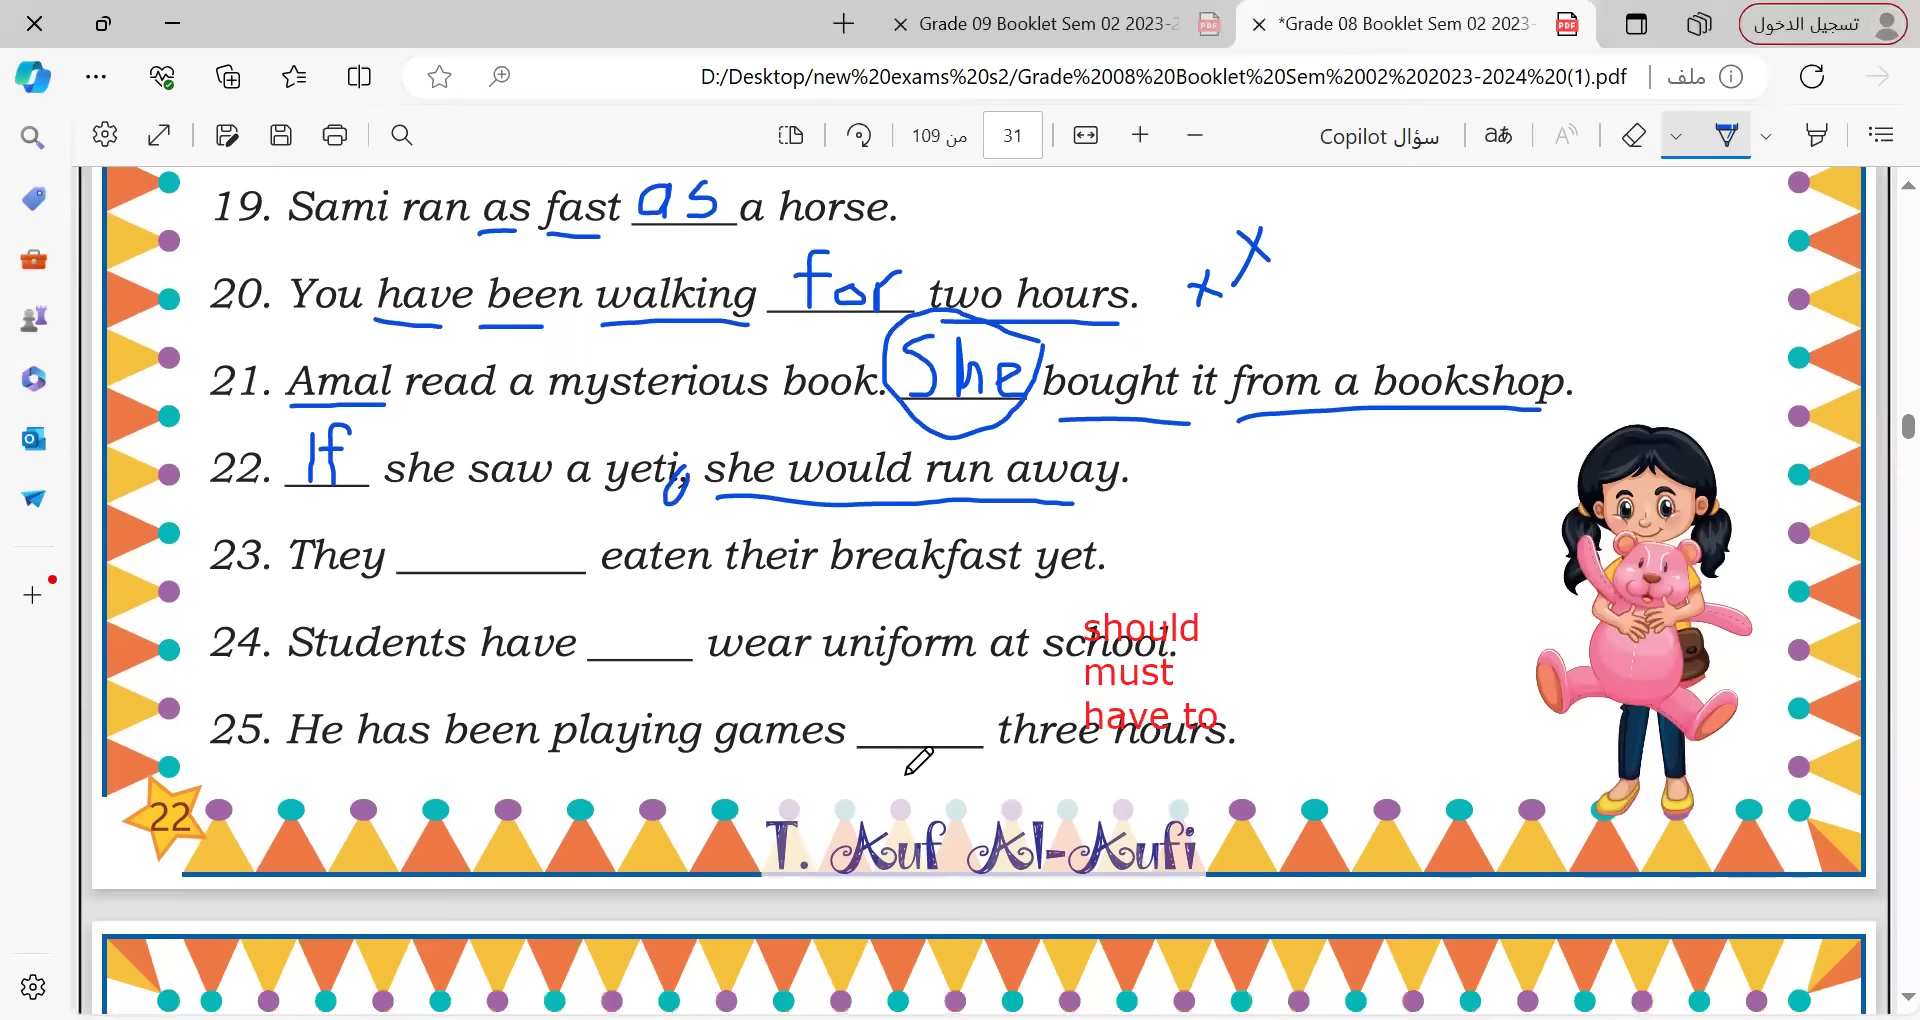 Grade 09 Booklet Sem 02 2023-2
*Grade 08 Booklet Sem 02 2023-
تسجيل الدخول
D:/Desktop/new%20exams%20s2/Grade%2008%20Booklet%20Sem%2002%202023-2024%20(1).pdf
ملف
109 من
31
سؤال Copilot
19. Sami ran as fast as a horse.
20. You have been walking for two hours. x x
21. Amal read a mysterious book. She bought it from a bookshop.
22. If she saw a yeti, she would run away.
23. They _________ eaten their breakfast yet.
24. Students have _____ wear uniform at school.
should
must
have to
25. He has been playing games ______ three hours.
22
T. Auf Al-Aufi